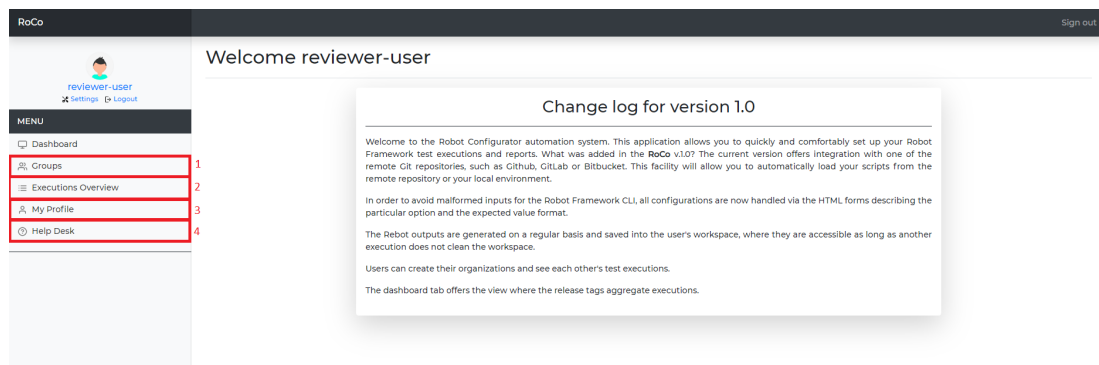 RoCo
Sign out
reviewer-user
Settings Logout
MENU
Dashboard
Groups 1
Executions Overview 2
My Profile 3
Help Desk 4
Welcome reviewer-user
Change log for version 1.0
Welcome to the Robot Configurator automation system. This application allows you to quickly and comfortably set up your Robot
Framework test executions and reports. What was added in the RoCo v.1.0? The current version offers integration with one of the
remote Git repositories, such as Github, GitLab or Bitbucket. This facility will allow you to automatically load your scripts from the
remote repository or your local environment.
In order to avoid malformed inputs for the Robot Framework CLI, all configurations are now handled via the HTML forms describing the
particular option and the expected value format.
The Rebot outputs are generated on a regular basis and saved into the user's workspace, where they are accessible as long as another
execution does not clean the workspace.
Users can create their organizations and see each other's test executions.
The dashboard tab offers the view where the release tags aggregate executions.